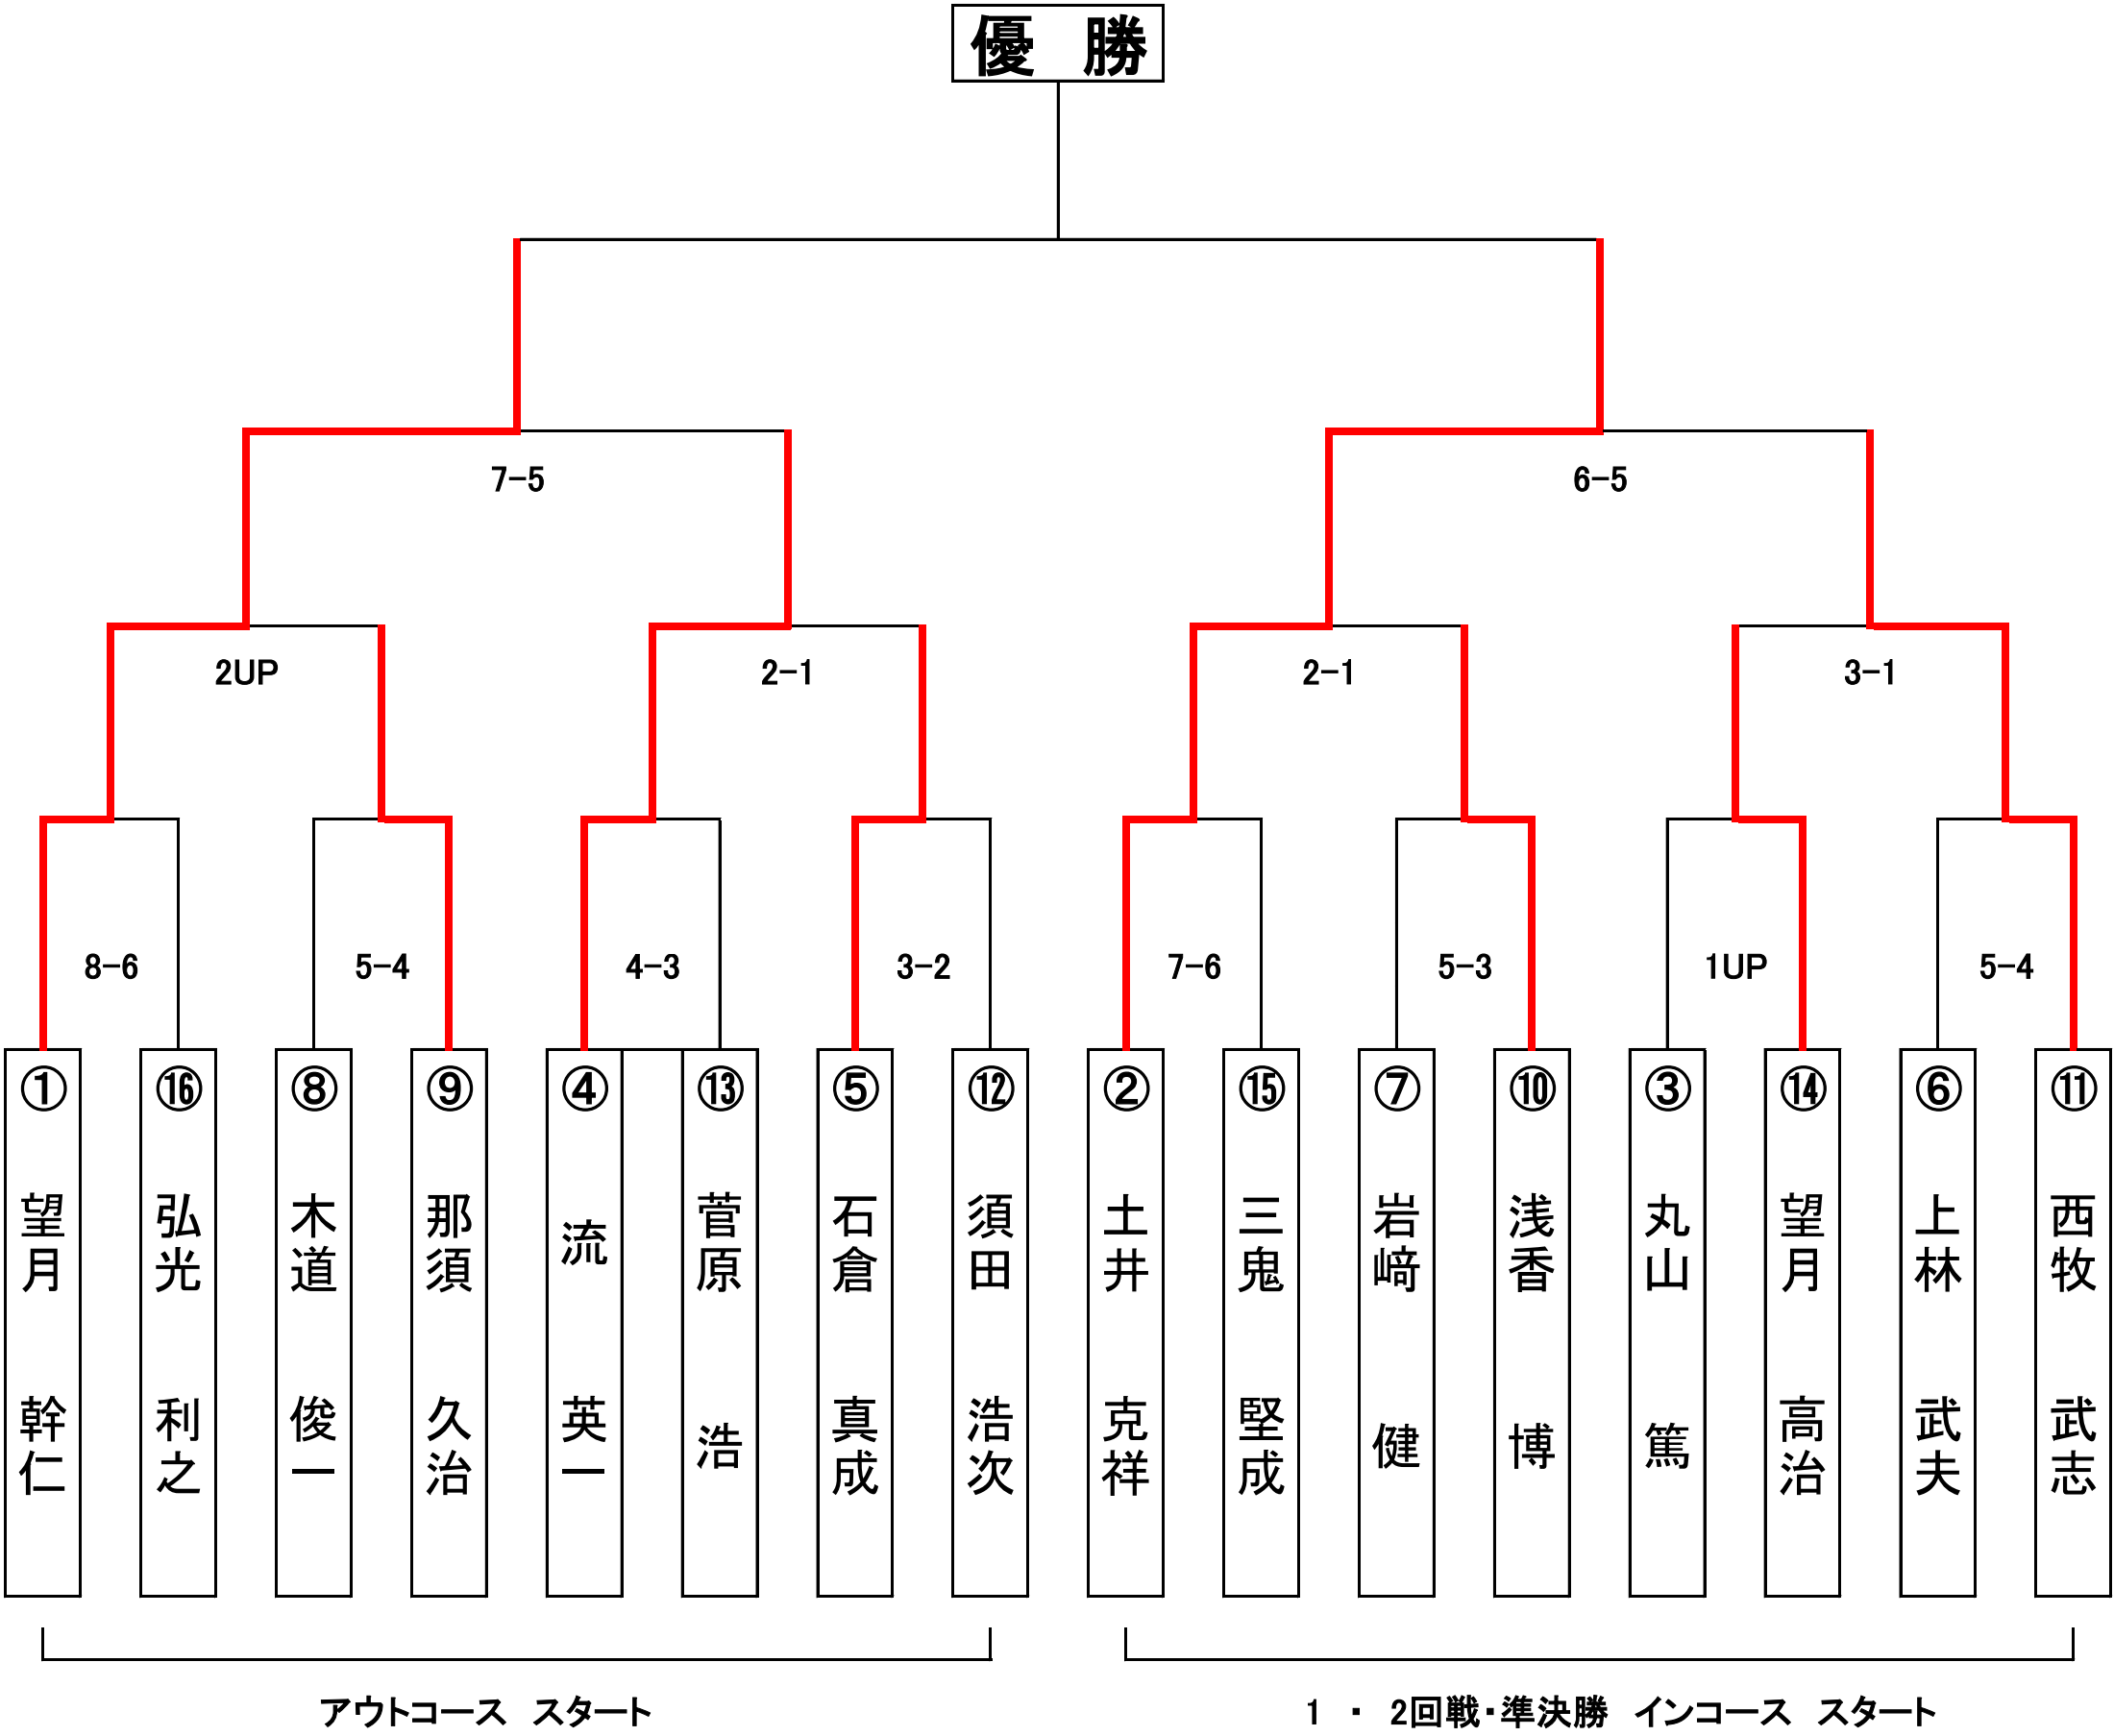 優　勝
7-5
6-5
2UP
2-1
2-1
3-1
8-6
5-4
4-3
3-2
7-6
5-3
1UP
5-4
① 望月 幹仁
⑯ 弘光 利之
⑧ 木道 俊一
⑨ 那須 久治
④ 流 英一
⑬ 菅原 浩
⑤ 石倉 真成
⑫ 須田 浩次
② 土井 克祥
⑮ 三鬼 堅成
⑦ 岩﨑 健
⑩ 浅香 博
③ 丸山 篤
⑭ 望月 高治
⑥ 上林 武夫
⑪ 西牧 武志
アウトコース　スタート
1　・　2回戦・準決勝　インコース　スタート